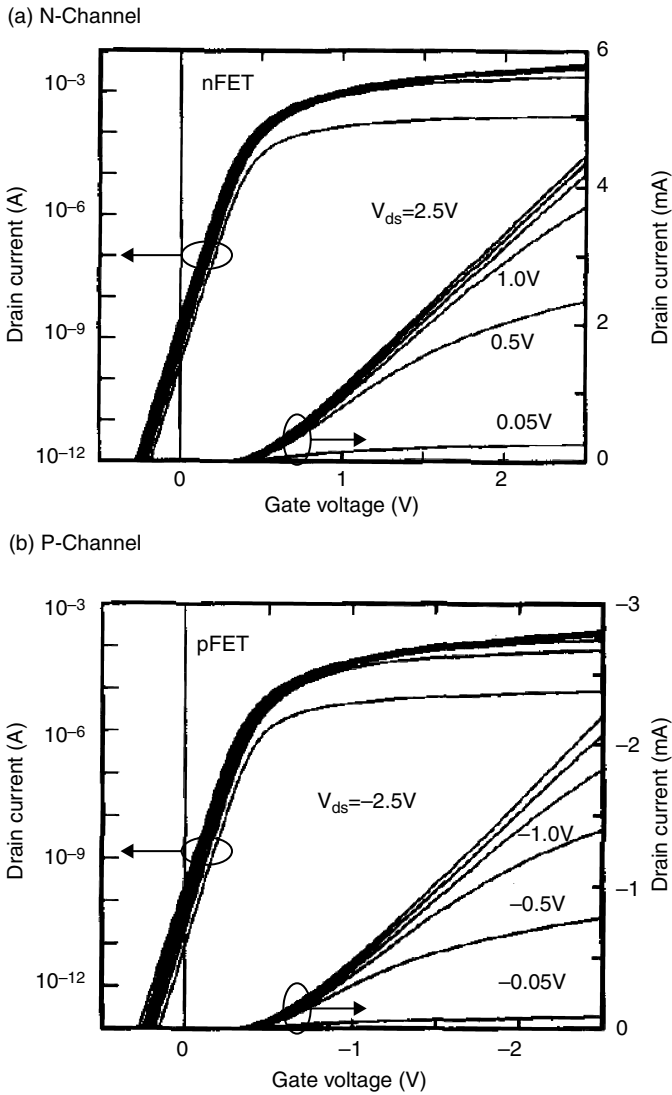 (a) N-Channel
nFET
10⁻³
10⁻⁶
10⁻⁹
10⁻¹²
Drain current (A)
6
4
2
0
Drain current (mA)
Vds=2.5V
1.0V
0.5V
0.05V
0
1
2
Gate voltage (V)
(b) P-Channel
pFET
10⁻³
10⁻⁶
10⁻⁹
10⁻¹²
Drain current (A)
−3
−2
−1
0
Drain current (mA)
Vds=−2.5V
−1.0V
−0.5V
−0.05V
0
−1
−2
Gate voltage (V)